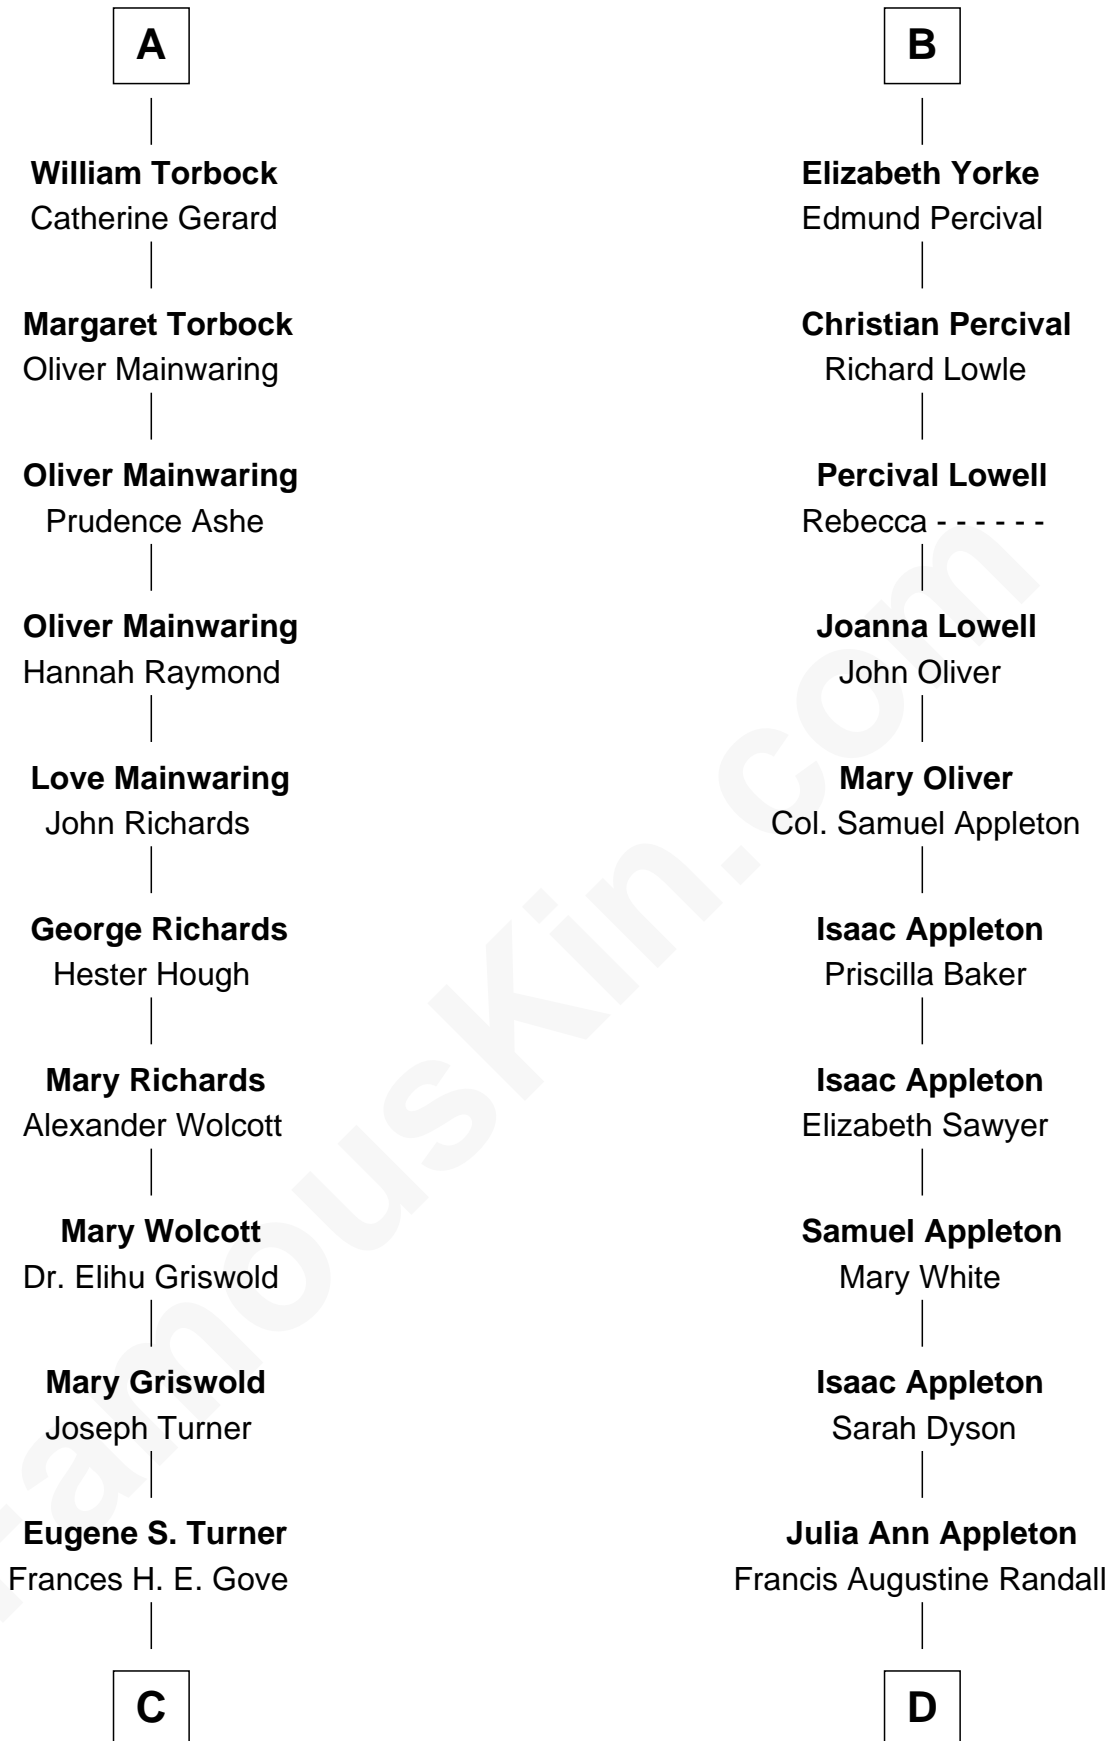 A
William Torbock
Catherine Gerard
Margaret Torbock
Oliver Mainwaring
Oliver Mainwaring
Prudence Ashe
Oliver Mainwaring
Hannah Raymond
Love Mainwaring
John Richards
George Richards
Hester Hough
Mary Richards
Alexander Wolcott
Mary Wolcott
Dr. Elihu Griswold
Mary Griswold
Joseph Turner
Eugene S. Turner
Frances H. E. Gove
C
B
Elizabeth Yorke
Edmund Percival
Christian Percival
Richard Lowle
Percival Lowell
Rebecca - - - - - -
Joanna Lowell
John Oliver
Mary Oliver
Col. Samuel Appleton
Isaac Appleton
Priscilla Baker
Isaac Appleton
Elizabeth Sawyer
Samuel Appleton
Mary White
Isaac Appleton
Sarah Dyson
Julia Ann Appleton
Francis Augustine Randall
D
FamousKin.com